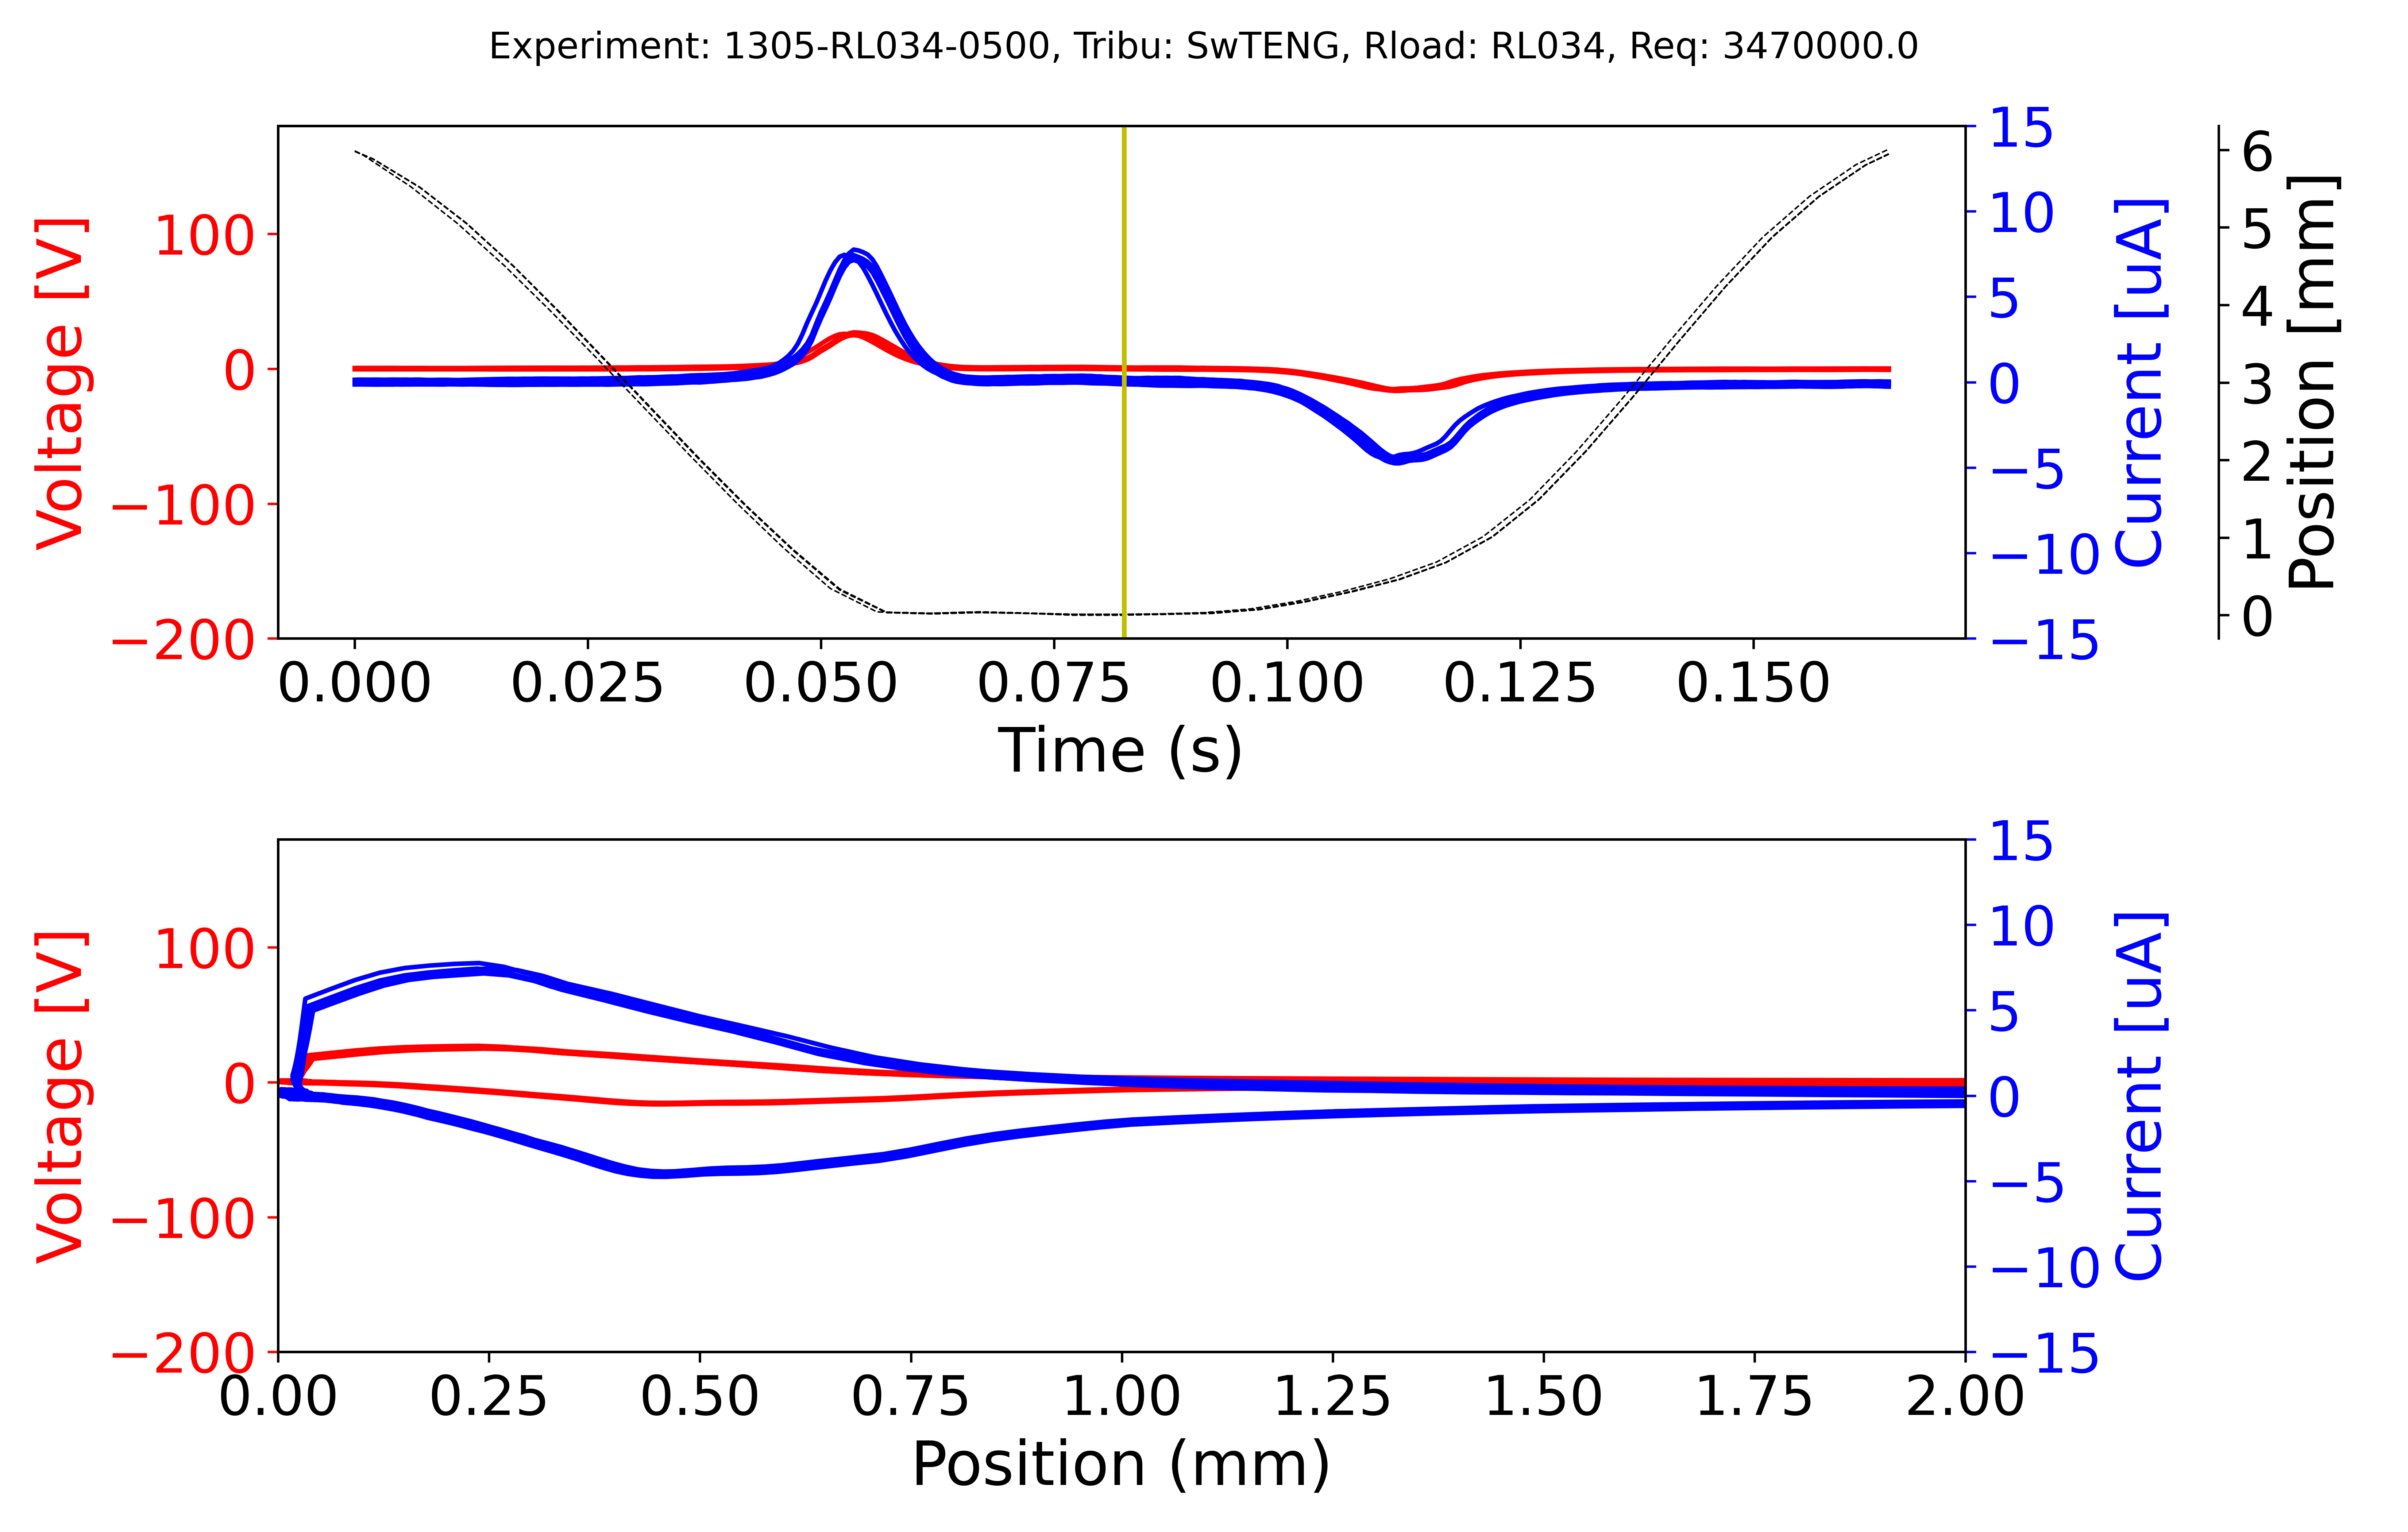 Experiment: 1305-RL034-0500, Tribu: SwTENG, Rload: RL034, Req: 3470000.0
Voltage [V]
100
0
−100
−200
15
10
5
0
−5
−10
−15
Current [uA]
6
5
4
3
2
1
0
Position [mm]
0.000 0.025 0.050 0.075 0.100 0.125 0.150
Time (s)
Voltage [V]
100
0
−100
−200
15
10
5
0
−5
−10
−15
Current [uA]
0.00 0.25 0.50 0.75 1.00 1.25 1.50 1.75 2.00
Position (mm)